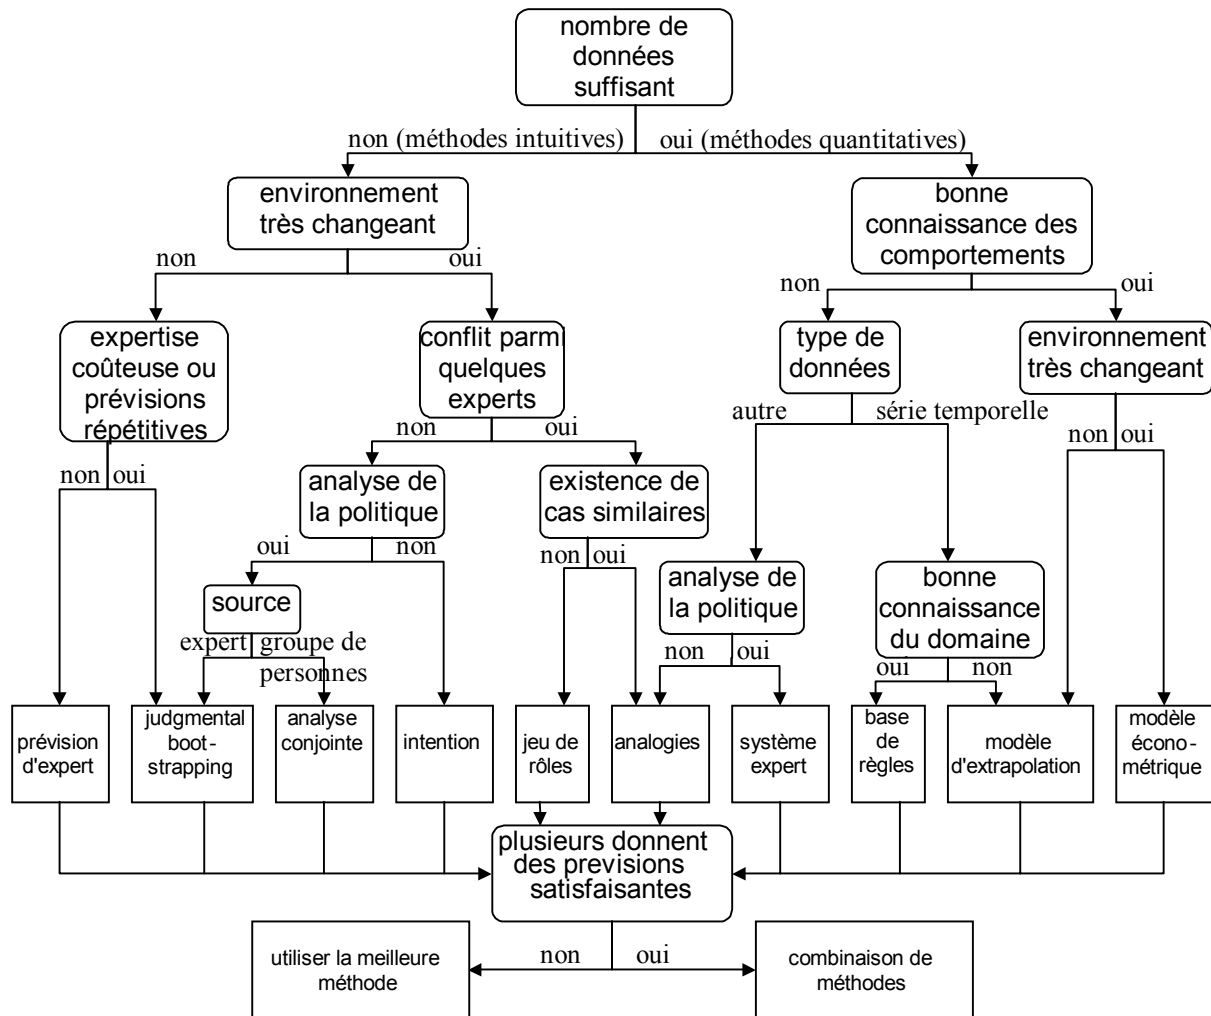 nombre de
données
suffisant
non (méthodes intuitives)
oui (méthodes quantitatives)
environnement
très changeant
bonne
connaissance des
comportements
non
oui
non
oui
expertise
coûteuse ou
prévisions
répétitives
conflit parmi
quelques
experts
type de
données
environnement
très changeant
autre
série temporelle
non
oui
non
oui
non
oui
analyse de
la politique
existence de
cas similaires
oui
non
non
oui
source
analyse de
la politique
bonne
connaissance
du domaine
expert
groupe de
personnes
non
oui
oui
non
prévision
d'expert
judgmental
boot-
strapping
analyse
conjointe
intention
jeu de
rôles
analogies
système
expert
base
de
règles
modèle
d'extrapolation
modèle
écono-
métrique
plusieurs donnent
des previsions
satisfaisantes
non
oui
utiliser la meilleure
méthode
combinaison de
méthodes